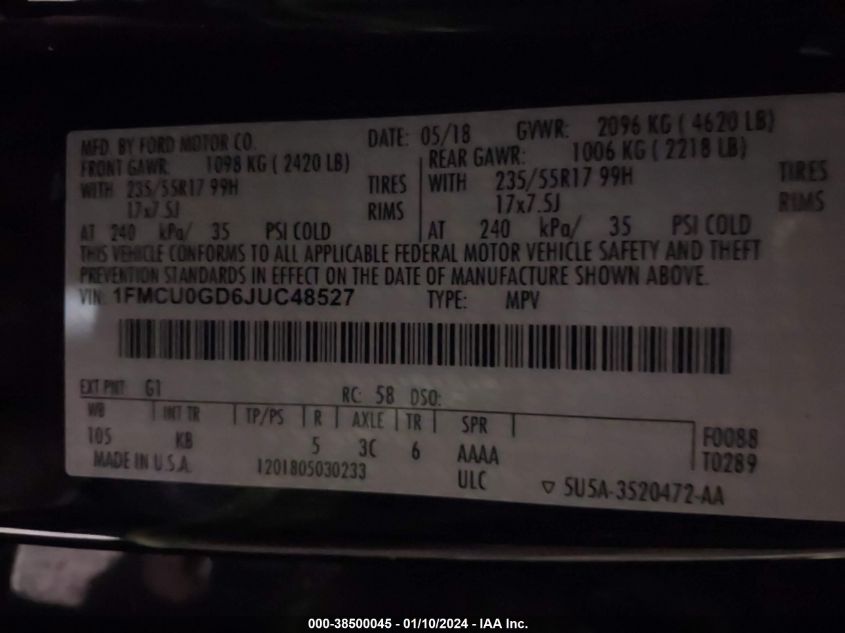 MFD. BY FORD MOTOR CO. DATE: 05/18 GVWR: 2096 KG ( 4620 LB)
FRONT GAWR: 1098 KG ( 2420 LB) REAR GAWR: 1006 KG ( 2218 LB)
WITH 235/55R17 99H TIRES WITH 235/55R17 99H TIRES
17x7.5J RIMS 17x7.5J RIMS
AT 240 kPa/ 35 PSI COLD AT 240 kPa/ 35 PSI COLD
THIS VEHICLE CONFORMS TO ALL APPLICABLE FEDERAL MOTOR VEHICLE SAFETY AND THEFT
PREVENTION STANDARDS IN EFFECT ON THE DATE OF MANUFACTURE SHOWN ABOVE.
VIN: 1FMCU0GD6JUC48527 TYPE: MPV
EXT PNT: G1 RC: 58 DSO:
WB INT TR TP/PS R AXLE TR SPR
105 KB 5 3C 6 AAAA F0088
MADE IN U.S.A. 1201805030233 ULC T0289
5U5A-3520472-AA
000-38500045 - 01/10/2024 - IAA Inc.